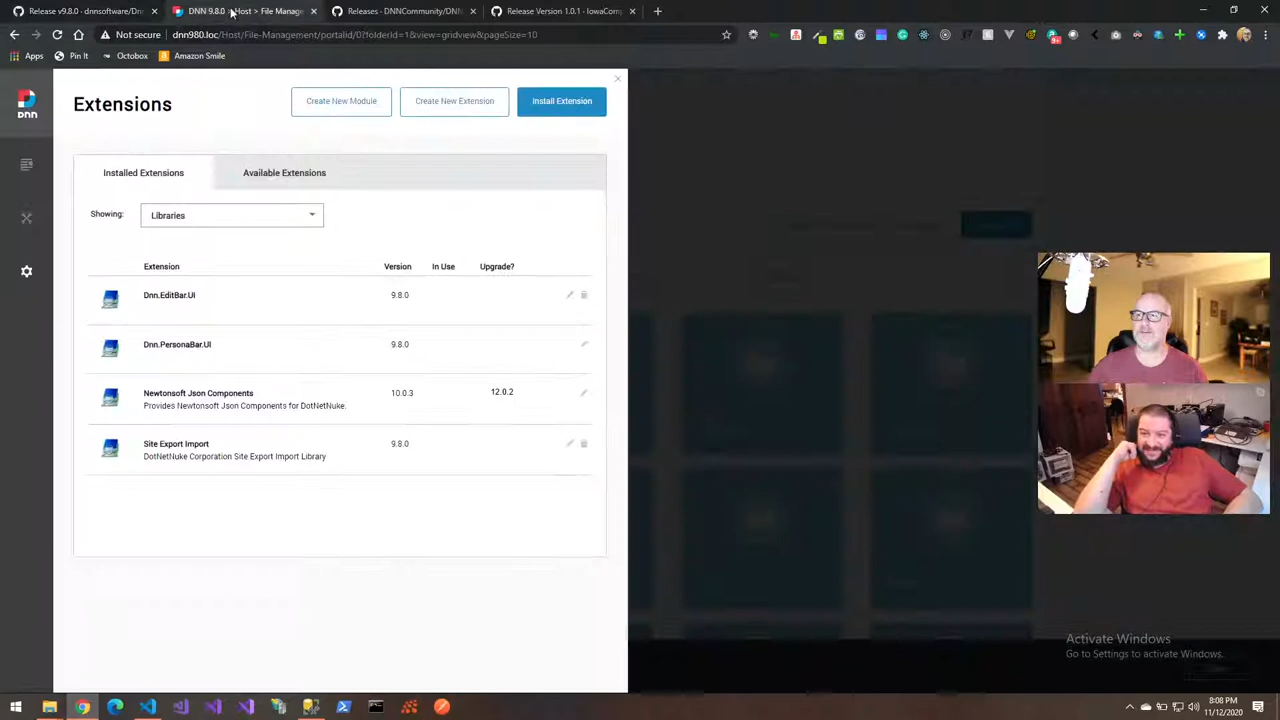 Release v9.8.0 - dnnsoftware/Dnn
DNN 9.8.0 > Host > File Manage
Releases - DNNCommunity/DNN
Release Version 1.0.1 - IowaComp
Not secure | dnn980.loc/Host/File-Management/portalid/0?folderId=1&view=gridview&pageSize=10
Apps
Pin It
Octobox
Amazon Smile
DNN
Extensions
Create New Module
Create New Extension
Install Extension
Installed Extensions
Available Extensions
Showing:
Libraries
Extension
Version
In Use
Upgrade?
Dnn.EditBar.UI
9.8.0
Dnn.PersonaBar.UI
9.8.0
Newtonsoft Json Components
10.0.3
12.0.2
Provides Newtonsoft Json Components for DotNetNuke.
Site Export Import
9.8.0
DotNetNuke Corporation Site Export Import Library
Activate Windows
Go to Settings to activate Windows.
8:08 PM
11/12/2020